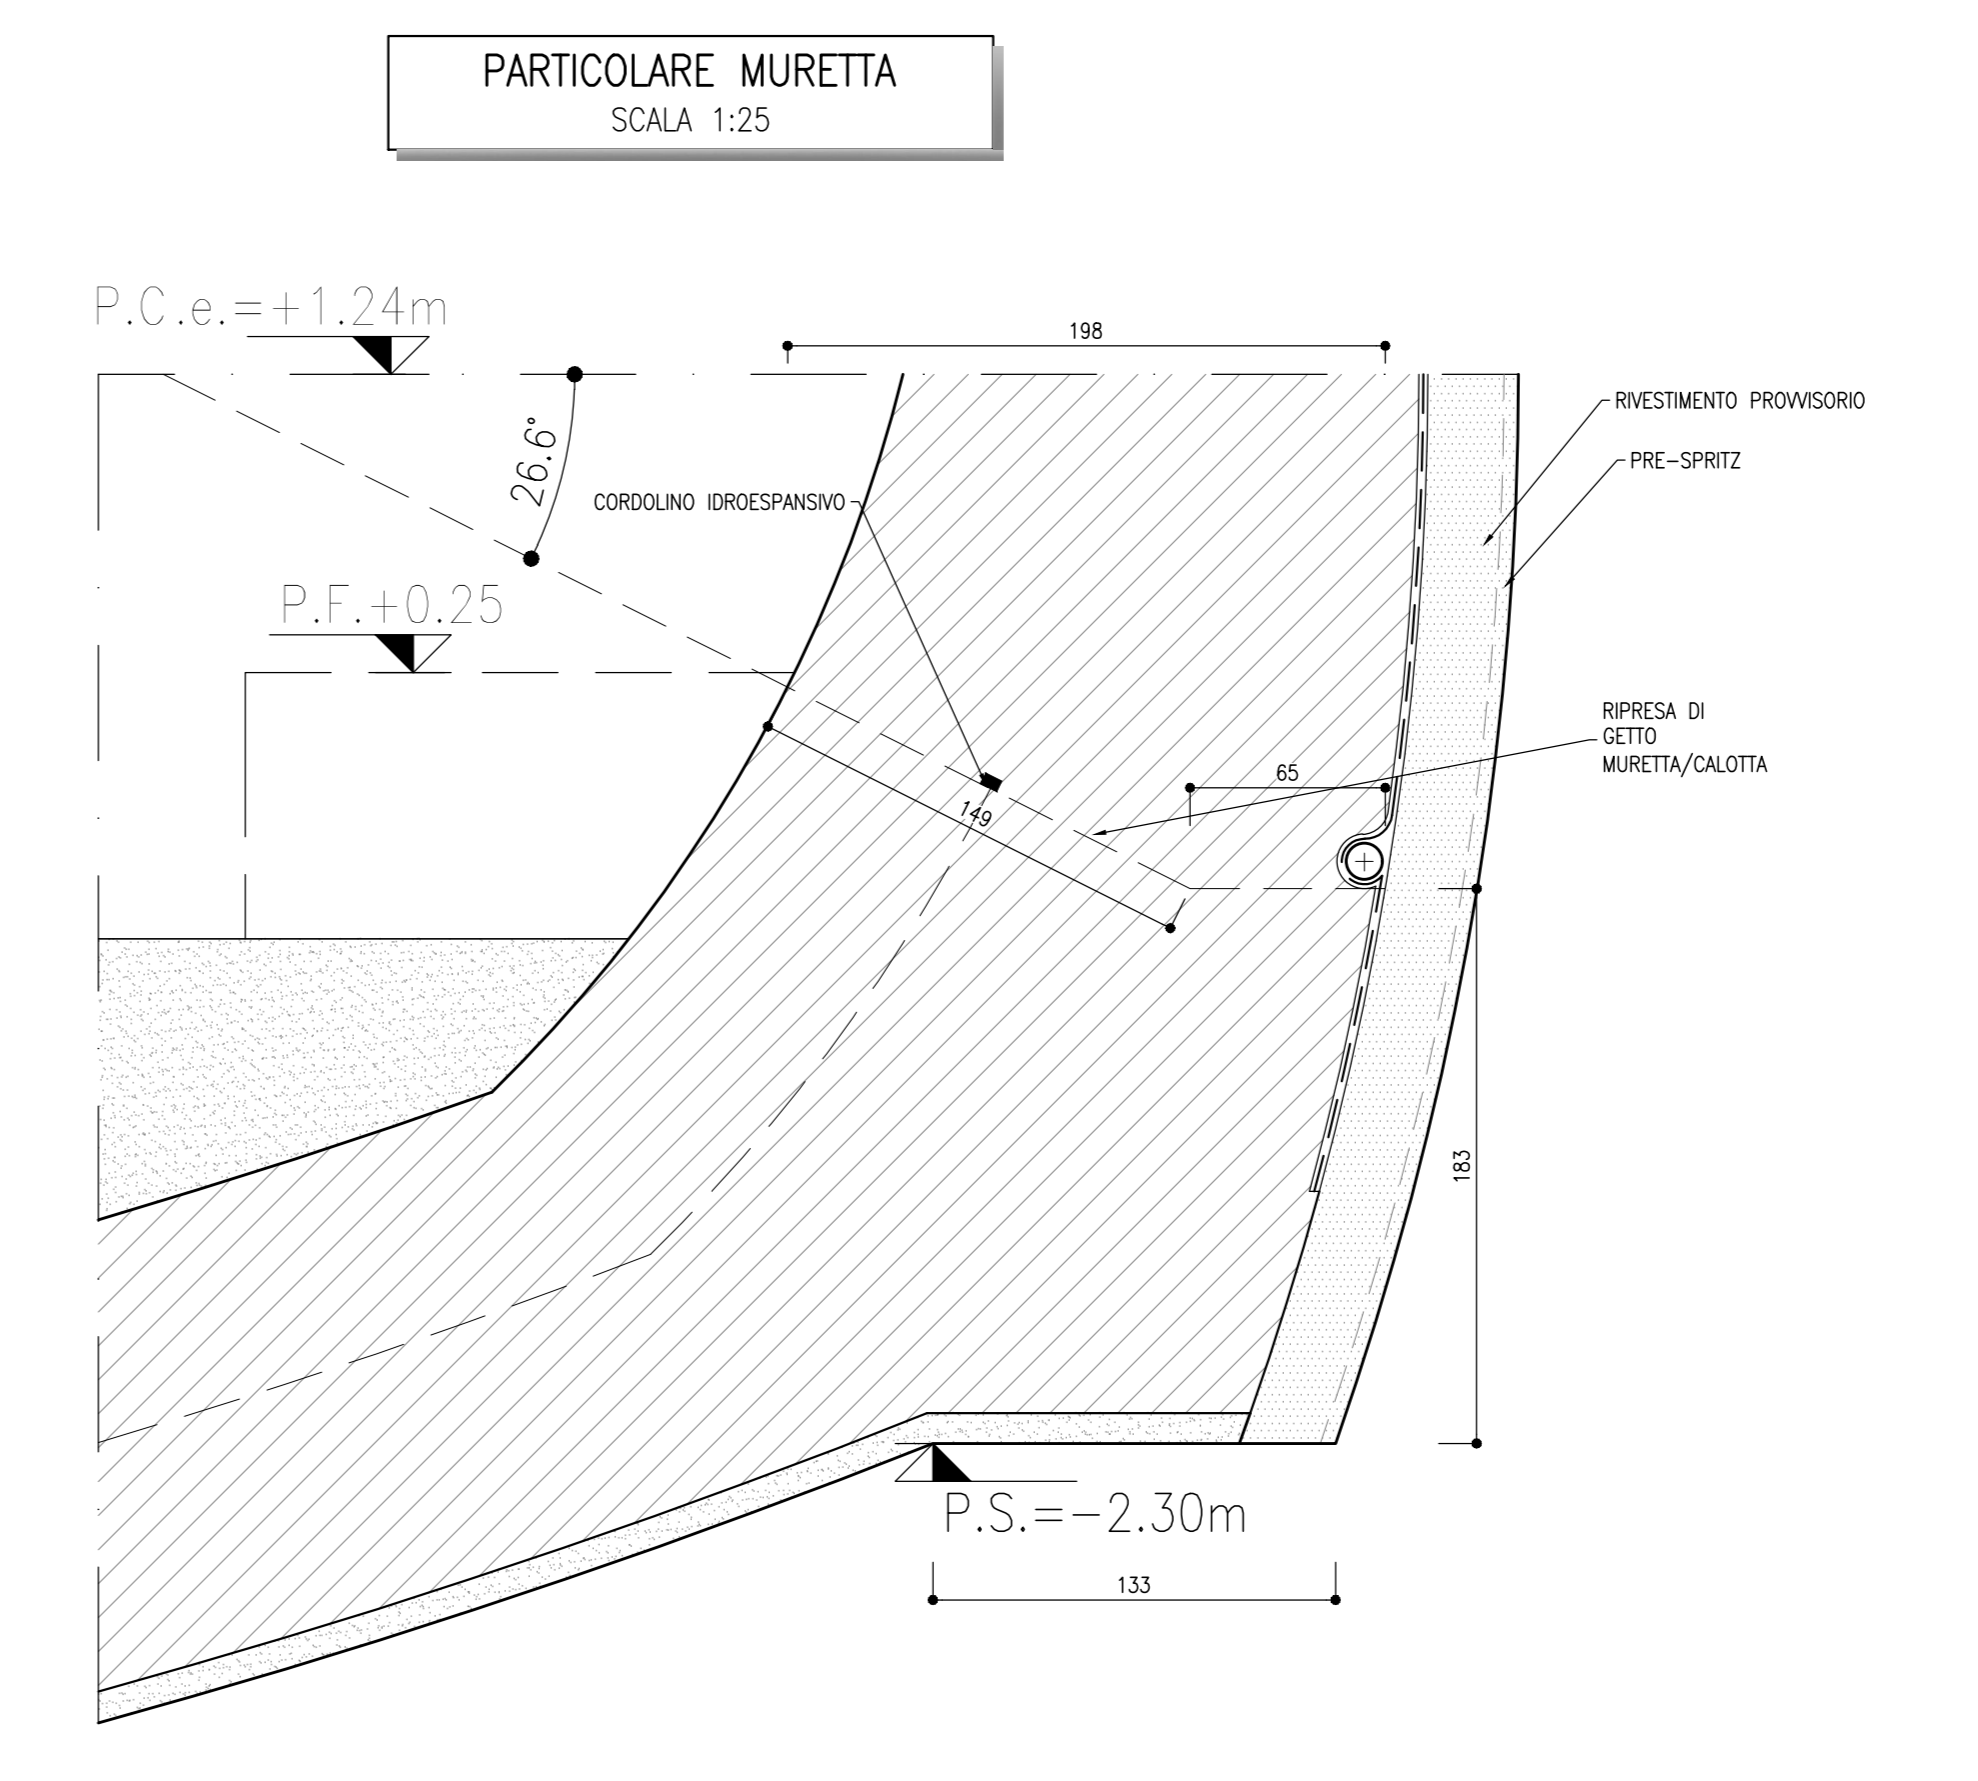 PARTICOLARE MURETTA
SCALA 1:25
P.C.e.=+1.24m
198
26.6°
RIVESTIMENTO PROVVISORIO
PRE-SPRITZ
CORDOLINO IDROESPANSIVO
P.F.+0.25
RIPRESA DI
GETTO
MURETTA/CALOTTA
65
149
183
P.S.=-2.30m
133